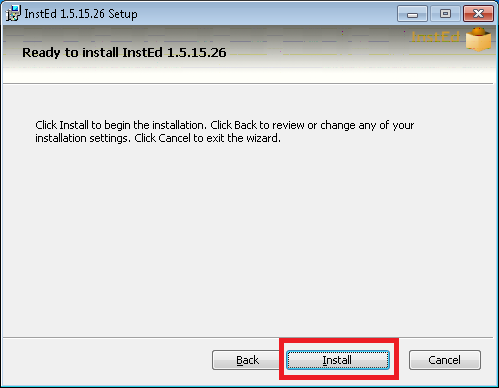 InstEd 1.5.15.26 Setup
InstEd
Ready to install InstEd 1.5.15.26
Click Install to begin the installation. Click Back to review or change any of your
installation settings. Click Cancel to exit the wizard.
Back Install Cancel